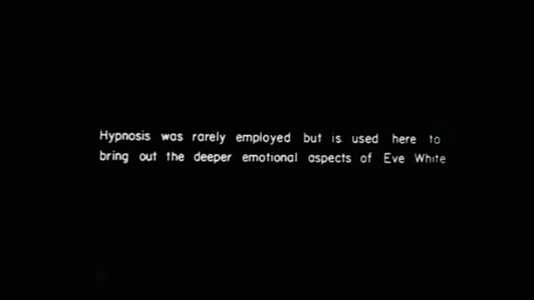 Hypnosis was rarely employed but is used here to
bring out the deeper emotional aspects of Eve White